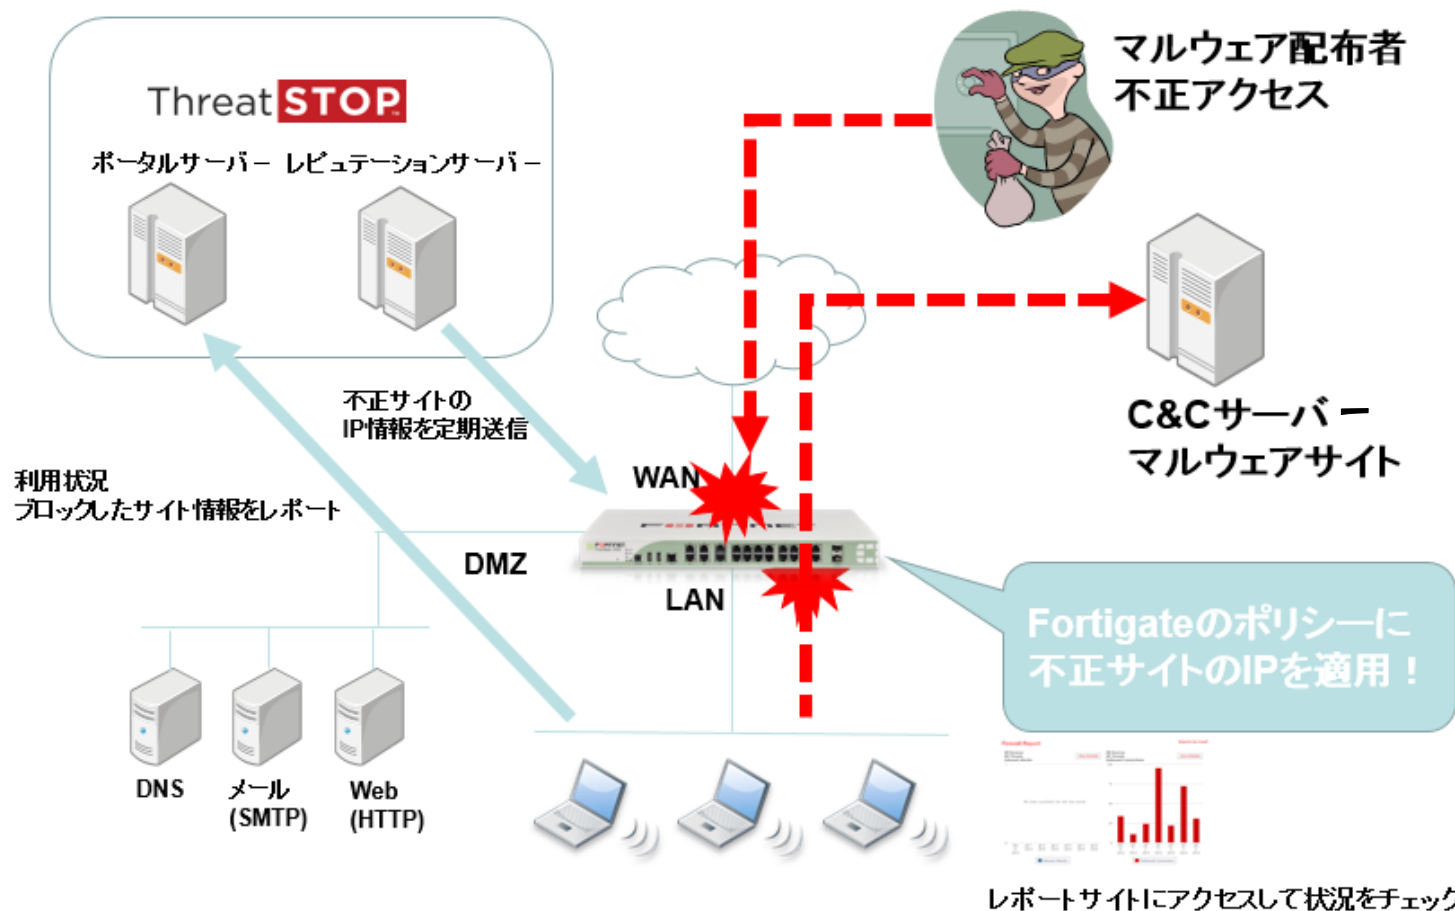 マルウェア配布者
不正アクセス
ThreatSTOP
ポータルサーバー レピュテーションサーバー
不正サイトの
IP情報を定期送信
C&Cサーバー
マルウェアサイト
利用状況
ブロックしたサイト情報をレポート
WAN
DMZ
LAN
Fortigateのポリシーに
不正サイトのIPを適用！
DNS
メール
(SMTP)
Web
(HTTP)
レポートサイトにアクセスして状況をチェック